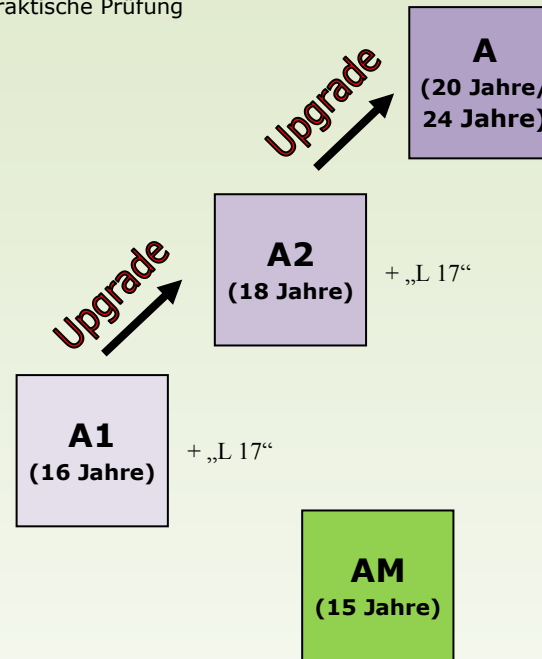 raktische Prüfung
A
(20 Jahre/
24 Jahre)
Upgrade
A2
(18 Jahre)
+ „L 17“
Upgrade
A1
(16 Jahre)
+ „L 17“
AM
(15 Jahre)